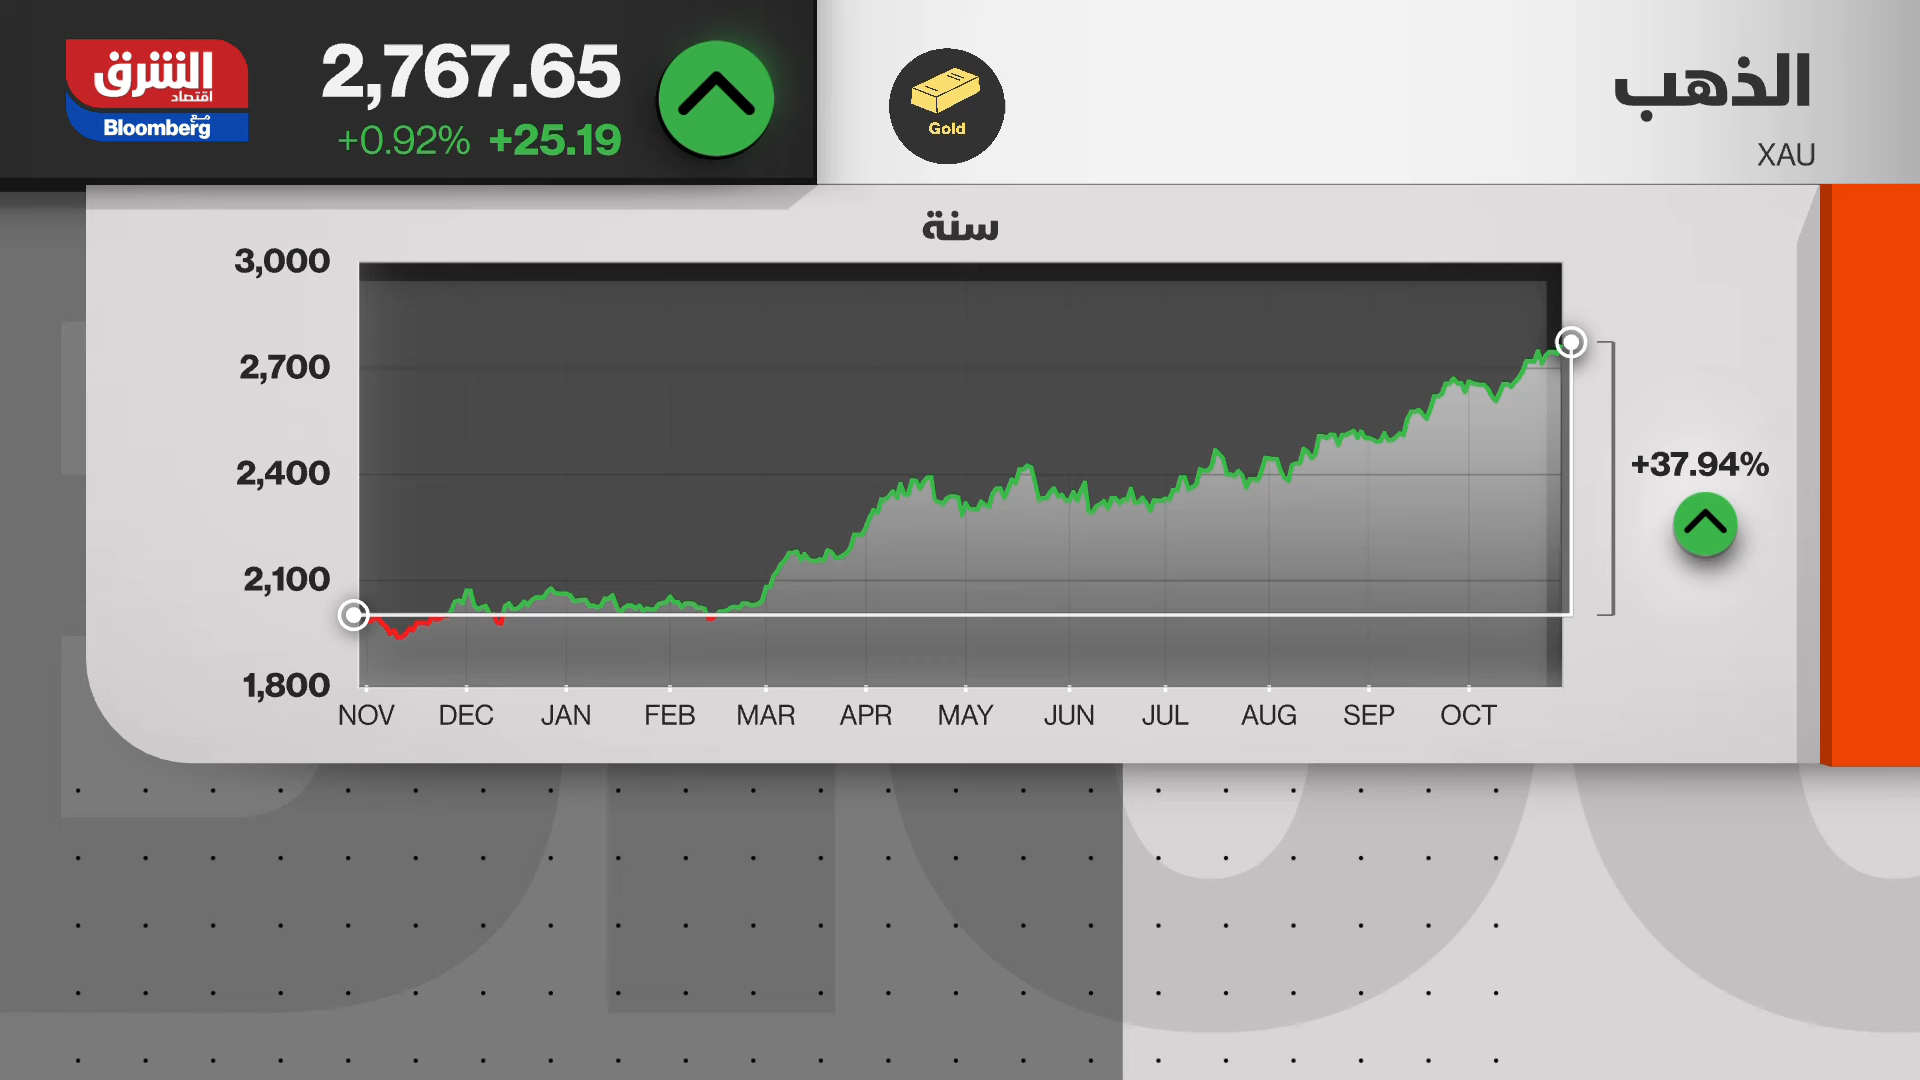 الشرق
اقتصاد
مع
Bloomberg
2,767.65
+0.92% +25.19
Gold
الذهب
XAU
سنة
3,000
2,700
2,400
2,100
1,800
NOV DEC JAN FEB MAR APR MAY JUN JUL AUG SEP OCT
+37.94%